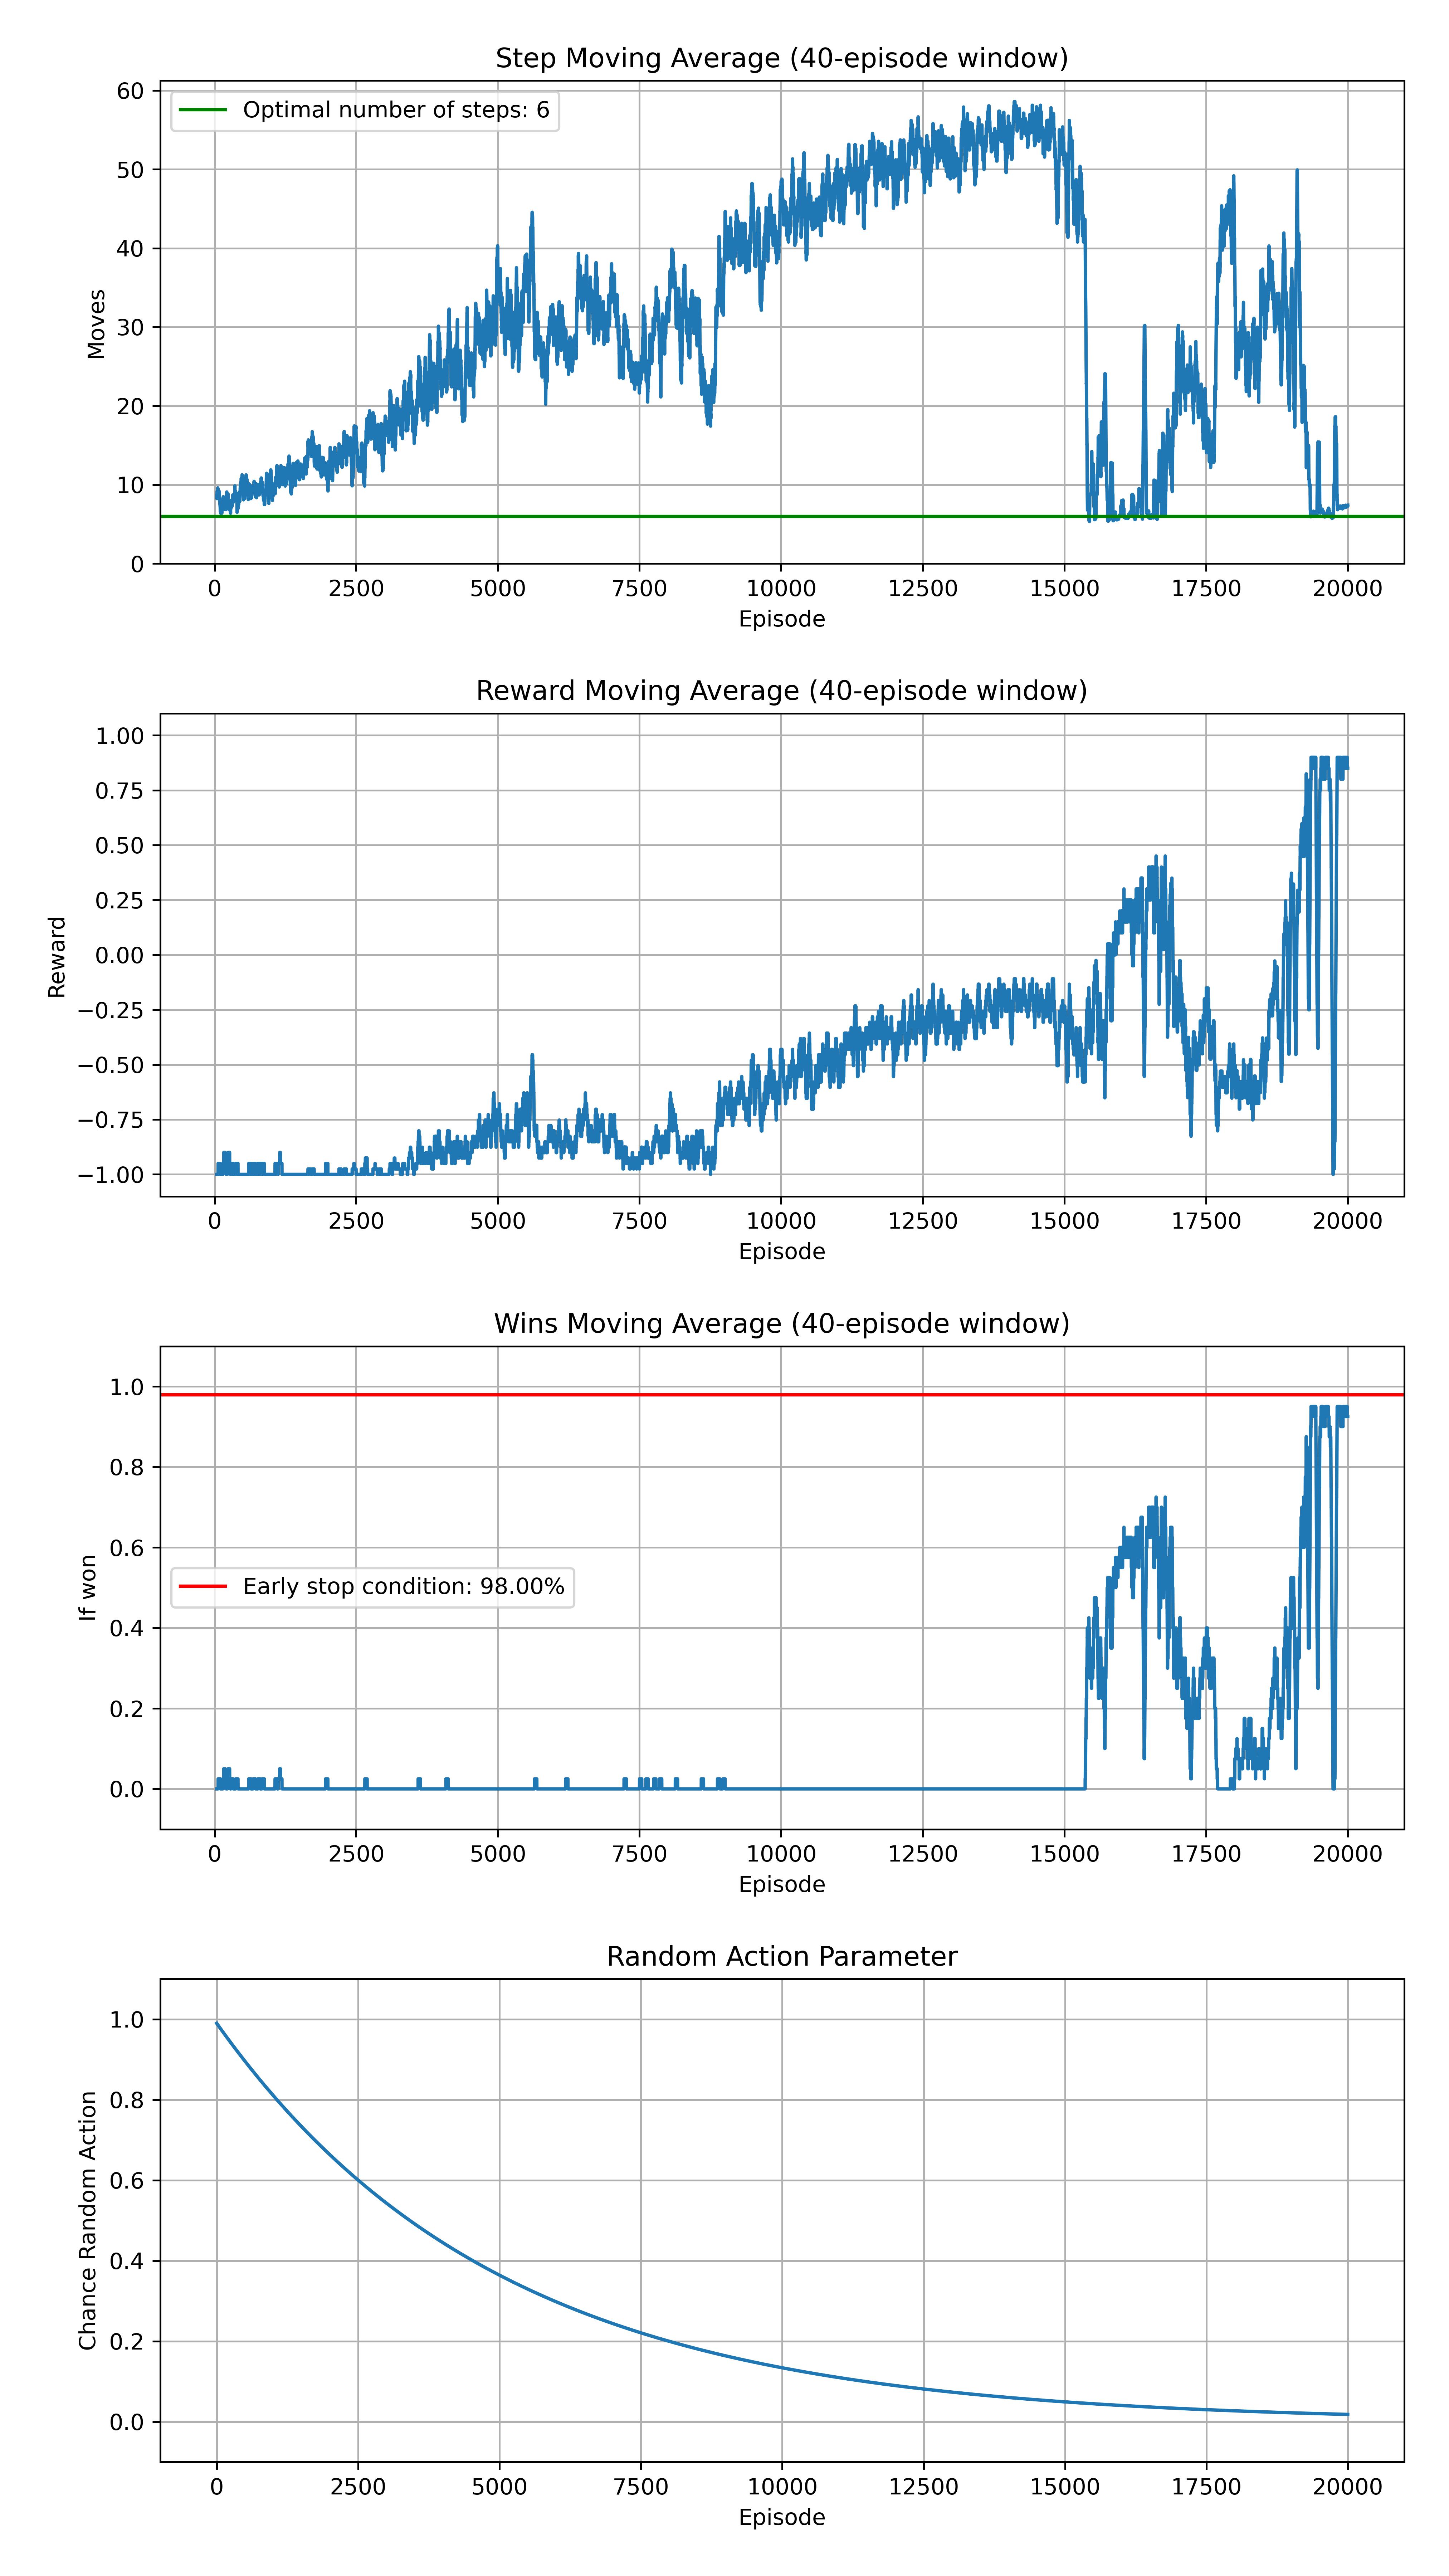 Step Moving Average (40-episode window)
60
50
40
30
20
10
0
Moves
Optimal number of steps: 6
0 2500 5000 7500 10000 12500 15000 17500 20000
Episode
Reward Moving Average (40-episode window)
1.00
0.75
0.50
0.25
0.00
−0.25
−0.50
−0.75
−1.00
Reward
0 2500 5000 7500 10000 12500 15000 17500 20000
Episode
Wins Moving Average (40-episode window)
1.0
0.8
0.6
0.4
0.2
0.0
If won
Early stop condition: 98.00%
0 2500 5000 7500 10000 12500 15000 17500 20000
Episode
Random Action Parameter
1.0
0.8
0.6
0.4
0.2
0.0
Chance Random Action
0 2500 5000 7500 10000 12500 15000 17500 20000
Episode